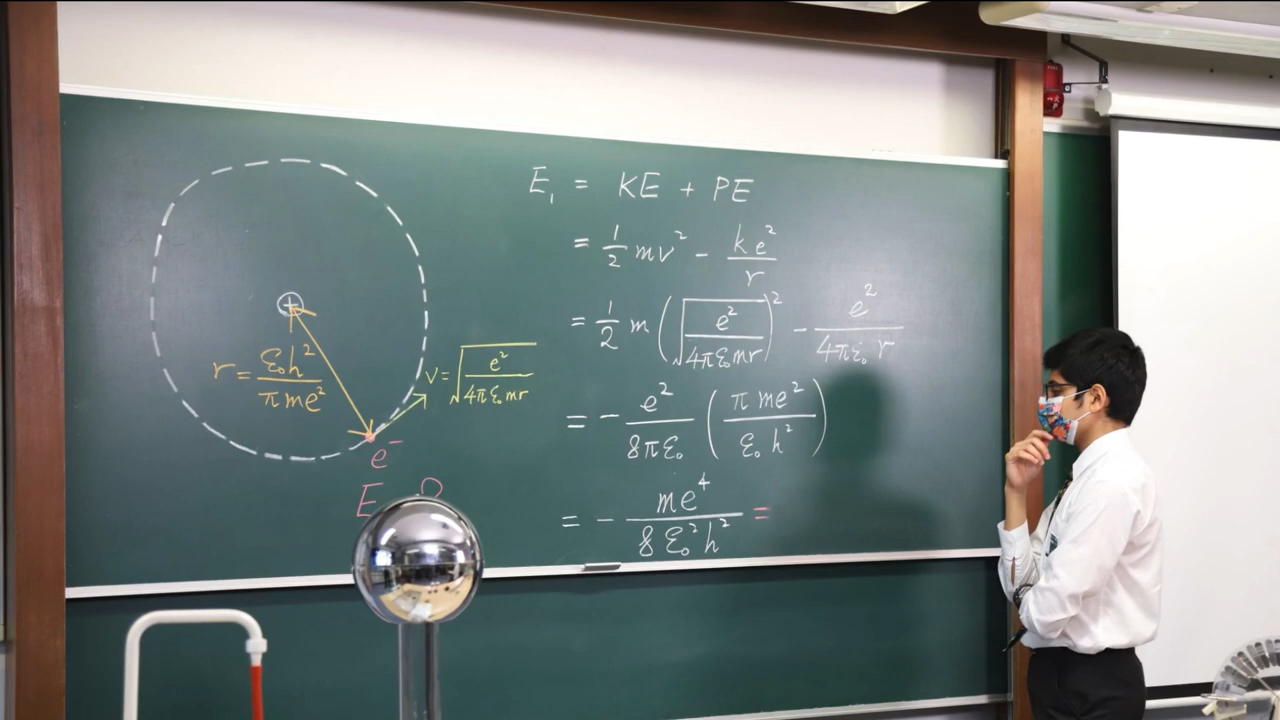 E₁ = KE + PE
= 1/2 mv² - ke²/r
= 1/2 m(√(e²/4πε₀mr))² - e²/4πε₀r
= - e²/8πε₀ (πme²/ε₀h²)
= - me⁴/8ε₀²h² =
+
r = ε₀h²/πme²
v = √(e²/4πε₀mr)
e⁻
E